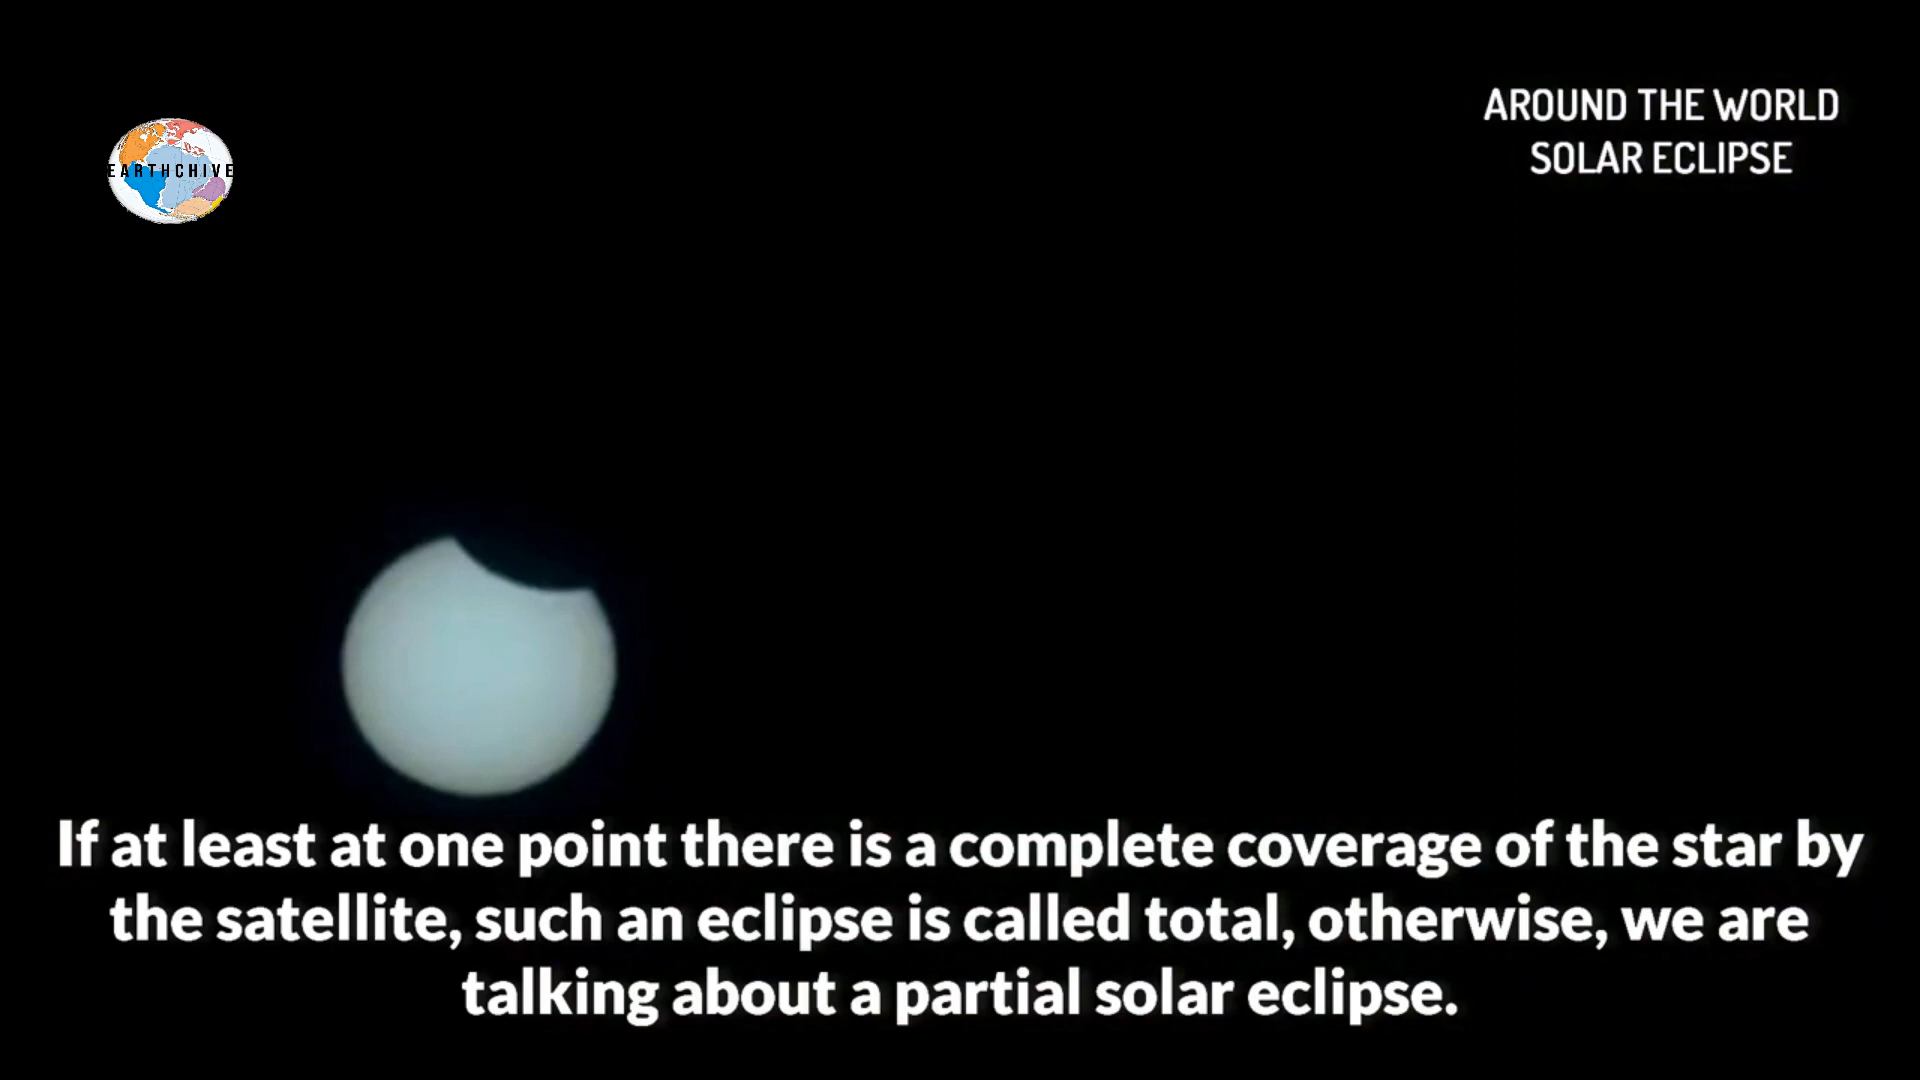 AROUND THE WORLD
SOLAR ECLIPSE
EARTHCHIVE
If at least at one point there is a complete coverage of the star by
the satellite, such an eclipse is called total, otherwise, we are
talking about a partial solar eclipse.